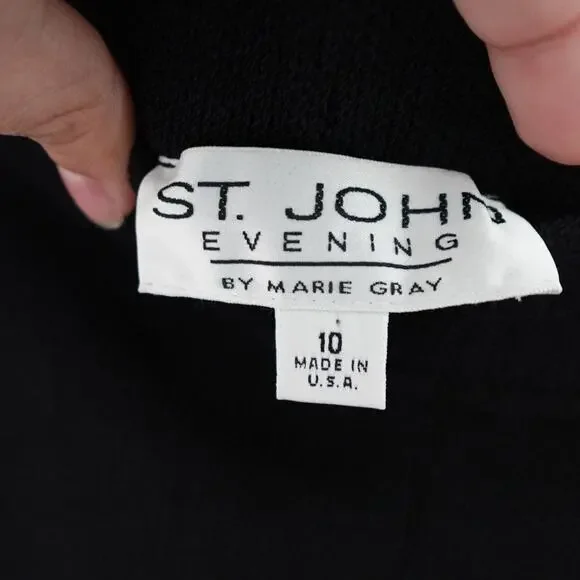 ST. JOHN
EVENING
BY MARIE GRAY
10
MADE IN
U.S.A.